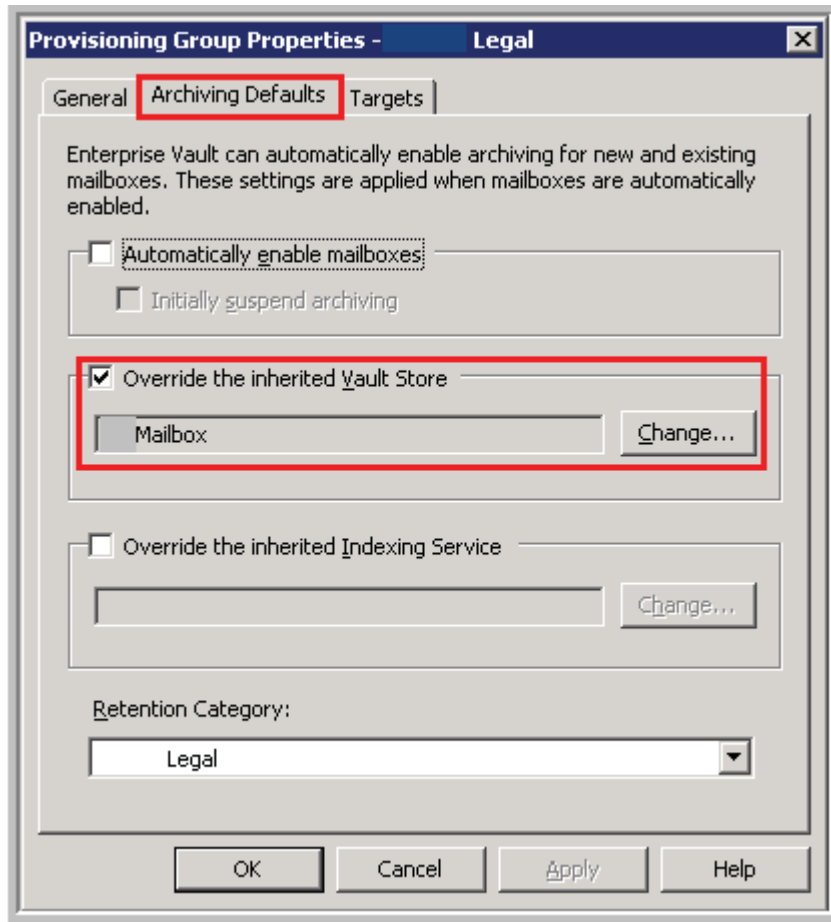 Provisioning Group Properties - Legal
General Archiving Defaults Targets
Enterprise Vault can automatically enable archiving for new and existing
mailboxes. These settings are applied when mailboxes are automatically
enabled.
Automatically enable mailboxes
Initially suspend archiving
Override the inherited Vault Store
Mailbox Change...
Override the inherited Indexing Service
Change...
Retention Category:
Legal
OK Cancel Apply Help